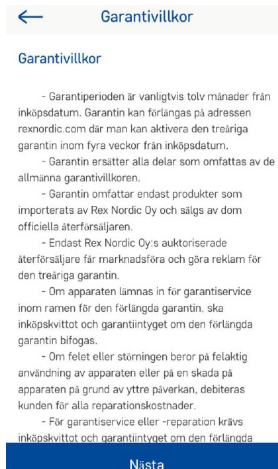 Garantivillkor
Garantivillkor
- Garantiperioden är vanligtvis tolv månader från
inköpsdatum. Garantin kan förlängas på adressen
rexnordic.com där man kan aktivera den treåriga
garantin inom fyra veckor från inköpsdatum.
- Garantin ersätter alla delar som omfattas av de
allmänna garantivillkoren.
- Garantin omfattar endast produkter som
importerats av Rex Nordic Oy och säljs av dom
officiella återförsäljaren.
- Endast Rex Nordic Oy:s auktoriserade
återförsäljare får marknadsföra och göra reklam för
den treåriga garantin.
- Om apparaten lämnas in för garantiservice
inom ramen för den förlängda garantin, ska
inköpskvittot och garantiintyget om den förlängda
garantin bifogas.
- Om felet eller störningen beror på felaktig
användning av apparaten eller på en skada på
apparaten på grund av yttre påverkan, debiteras
kunden för alla reparationskostnader.
- För garantiservice eller -reparation krävs
inköpskvittot och garantiintyget om den förlängda
Nästa